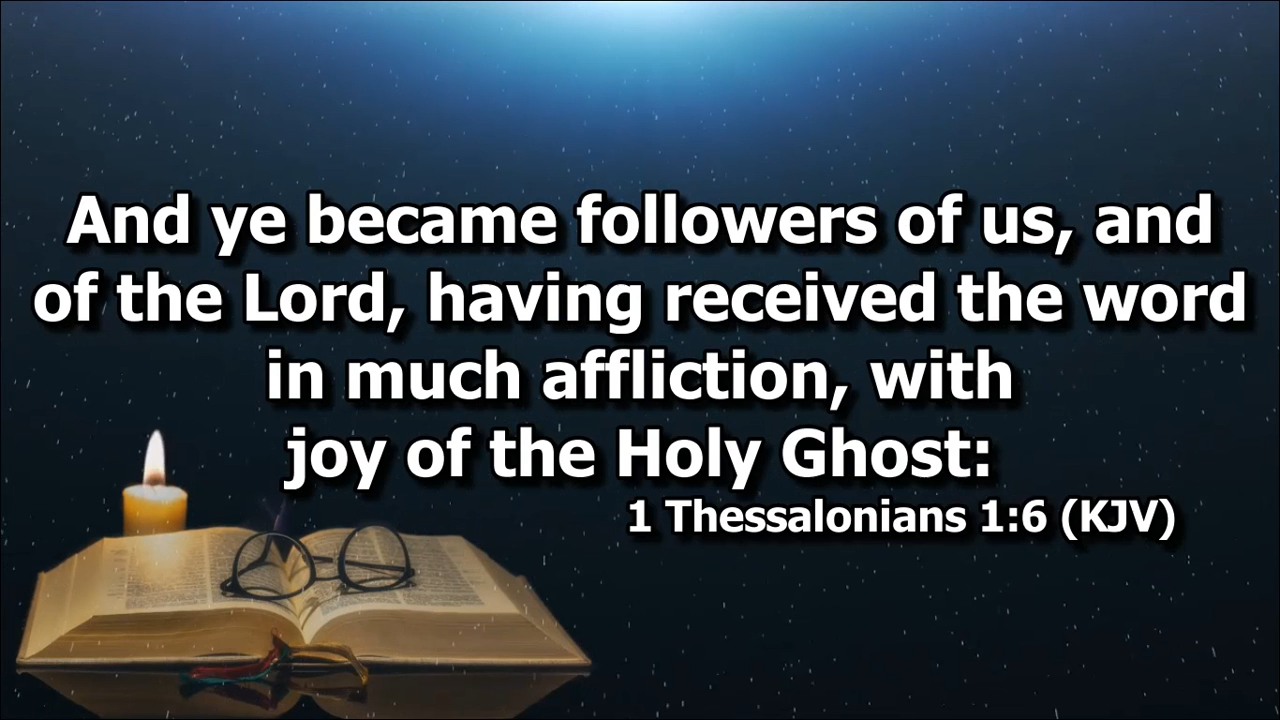 And ye became followers of us, and
of the Lord, having received the word
in much affliction, with
joy of the Holy Ghost:
1 Thessalonians 1:6 (KJV)